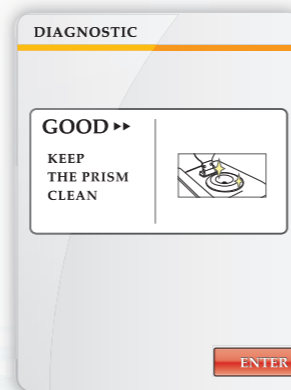 DIAGNOSTIC
GOOD ▸▸
KEEP
THE PRISM
CLEAN
ENTER